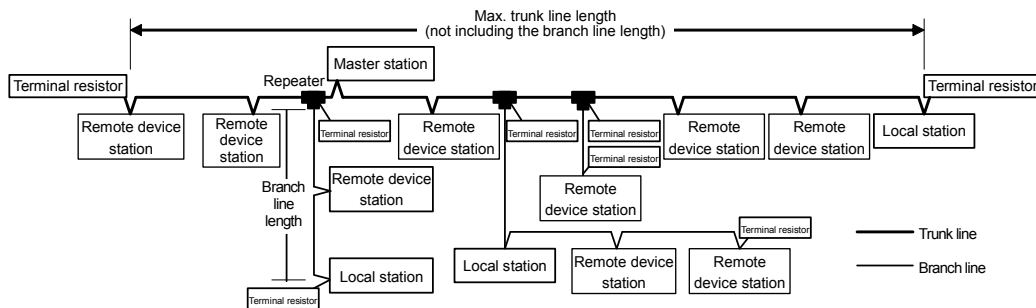 Max. trunk line length
(not including the branch line length)
Terminal resistor
Repeater
Master station
Terminal resistor
Remote device
station
Remote
device
station
Terminal resistor
Remote
device station
Terminal resistor
Terminal resistor
Remote
device station
Remote
device station
Local station
Terminal resistor
Branch
line
length
Remote device
station
Remote
device station
Terminal resistor
Trunk line
Local station
Local station
Remote device
station
Remote
device station
Branch line
Terminal resistor